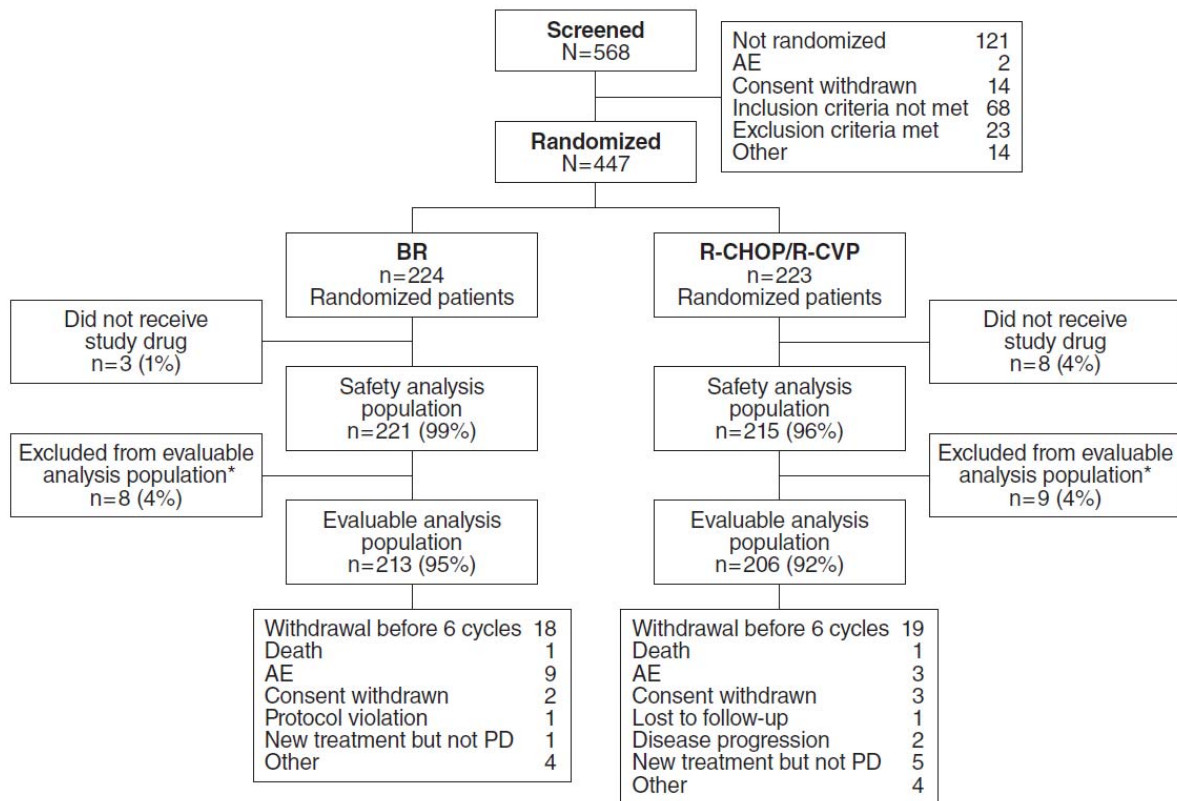 Screened
N=568
Not randomized 121
AE 2
Consent withdrawn 14
Inclusion criteria not met 68
Exclusion criteria met 23
Other 14
Randomized
N=447
BR
n=224
Randomized patients
R-CHOP/R-CVP
n=223
Randomized patients
Did not receive
study drug
n=3 (1%)
Did not receive
study drug
n=8 (4%)
Safety analysis
population
n=221 (99%)
Safety analysis
population
n=215 (96%)
Excluded from evaluable
analysis population*
n=8 (4%)
Excluded from evaluable
analysis population*
n=9 (4%)
Evaluable analysis
population
n=213 (95%)
Evaluable analysis
population
n=206 (92%)
Withdrawal before 6 cycles 18
Death 1
AE 9
Consent withdrawn 2
Protocol violation 1
New treatment but not PD 1
Other 4
Withdrawal before 6 cycles 19
Death 1
AE 3
Consent withdrawn 3
Lost to follow-up 1
Disease progression 2
New treatment but not PD 5
Other 4